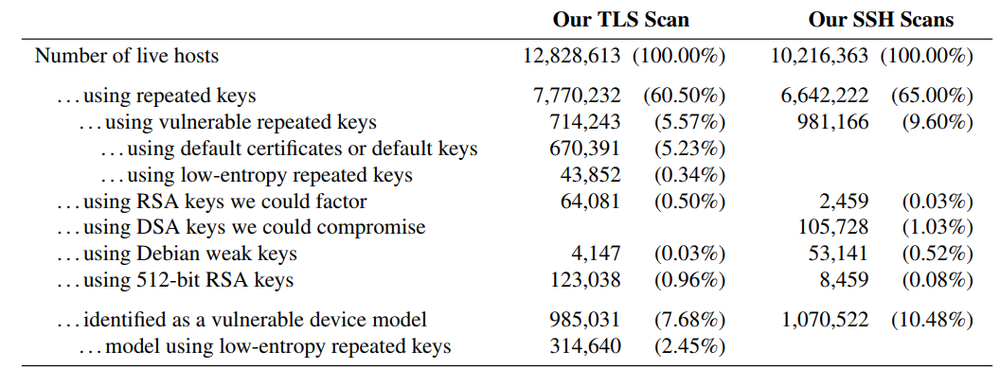 Our TLS Scan Our SSH Scans
Number of live hosts 12,828,613 (100.00%) 10,216,363 (100.00%)
...using repeated keys 7,770,232 (60.50%) 6,642,222 (65.00%)
...using vulnerable repeated keys 714,243 (5.57%) 981,166 (9.60%)
...using default certificates or default keys 670,391 (5.23%)
...using low-entropy repeated keys 43,852 (0.34%)
...using RSA keys we could factor 64,081 (0.50%) 2,459 (0.03%)
...using DSA keys we could compromise 105,728 (1.03%)
...using Debian weak keys 4,147 (0.03%) 53,141 (0.52%)
...using 512-bit RSA keys 123,038 (0.96%) 8,459 (0.08%)
...identified as a vulnerable device model 985,031 (7.68%) 1,070,522 (10.48%)
...model using low-entropy repeated keys 314,640 (2.45%)